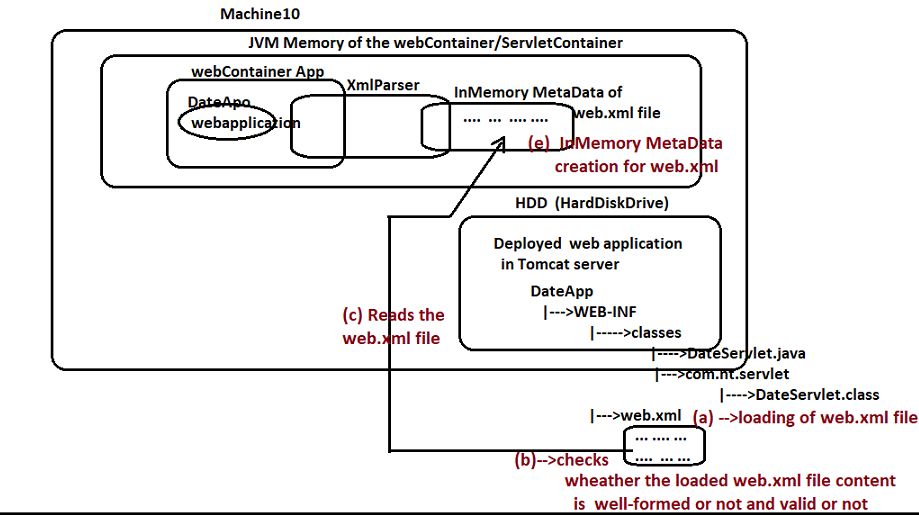 Machine10
JVM Memory of the webContainer/ServletContainer
webContainer App
XmlParser
InMemory MetaData of
web.xml file
DateApo
webapplication
.... ... .... ....
(e) InMemory MetaData
creation for web.xml
HDD (HardDiskDrive)
Deployed web application
in Tomcat server
DateApp
|--->WEB-INF
|----->classes
|---->DateServlet.java
|--->com.nt.servlet
|---->DateServlet.class
(c) Reads the
web.xml file
|--->web.xml (a) -->loading of web.xml file
... .... ...
.... ... ...
(b)-->checks
wheather the loaded web.xml file content
is well-formed or not and valid or not